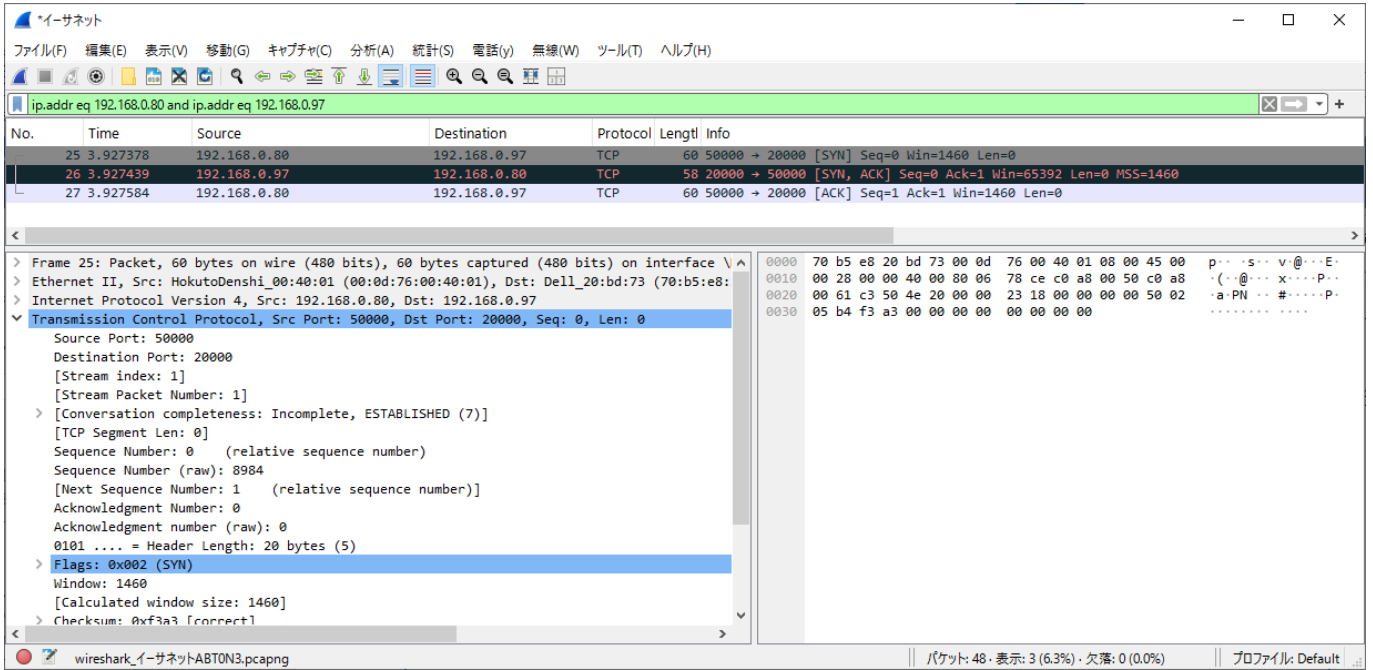 *イーサネット
ファイル(F) 編集(E) 表示(V) 移動(G) キャプチャ(C) 分析(A) 統計(S) 電話(y) 無線(W) ツール(T) ヘルプ(H)
ip.addr eq 192.168.0.80 and ip.addr eq 192.168.0.97
No. Time Source Destination Protocol Lengtl Info
25 3.927378 192.168.0.80 192.168.0.97 TCP 60 50000 → 20000 [SYN] Seq=0 Win=1460 Len=0
26 3.927439 192.168.0.97 192.168.0.80 TCP 58 20000 → 50000 [SYN, ACK] Seq=0 Ack=1 Win=65392 Len=0 MSS=1460
27 3.927584 192.168.0.80 192.168.0.97 TCP 60 50000 → 20000 [ACK] Seq=1 Ack=1 Win=1460 Len=0
Frame 25: Packet, 60 bytes on wire (480 bits), 60 bytes captured (480 bits) on interface \
Ethernet II, Src: HokutoDenshi_00:40:01 (00:0d:76:00:40:01), Dst: Dell_20:bd:73 (70:b5:e8:
Internet Protocol Version 4, Src: 192.168.0.80, Dst: 192.168.0.97
Transmission Control Protocol, Src Port: 50000, Dst Port: 20000, Seq: 0, Len: 0
Source Port: 50000
Destination Port: 20000
[Stream index: 1]
[Stream Packet Number: 1]
[Conversation completeness: Incomplete, ESTABLISHED (7)]
[TCP Segment Len: 0]
Sequence Number: 0 (relative sequence number)
Sequence Number (raw): 8984
[Next Sequence Number: 1 (relative sequence number)]
Acknowledgment Number: 0
Acknowledgment number (raw): 0
0101 .... = Header Length: 20 bytes (5)
Flags: 0x002 (SYN)
Window: 1460
[Calculated window size: 1460]
Checksum: 0xf3a3 [correct]
0000 70 b5 e8 20 bd 73 00 0d 76 00 40 01 08 00 45 00 p·· ·s·· v·@···E·
0010 00 28 00 00 40 00 80 06 78 ce c0 a8 00 50 c0 a8 ·(··@··· x····P··
0020 00 61 c3 50 4e 20 00 00 23 18 00 00 00 00 50 02 ·a·PN ·· #·····P·
0030 05 b4 f3 a3 00 00 00 00 00 00 00 00 ········ ····
wireshark_イーサネットABT0N3.pcapng
パケット: 48 · 表示: 3 (6.3%) · 欠落: 0 (0.0%)
プロファイル: Default